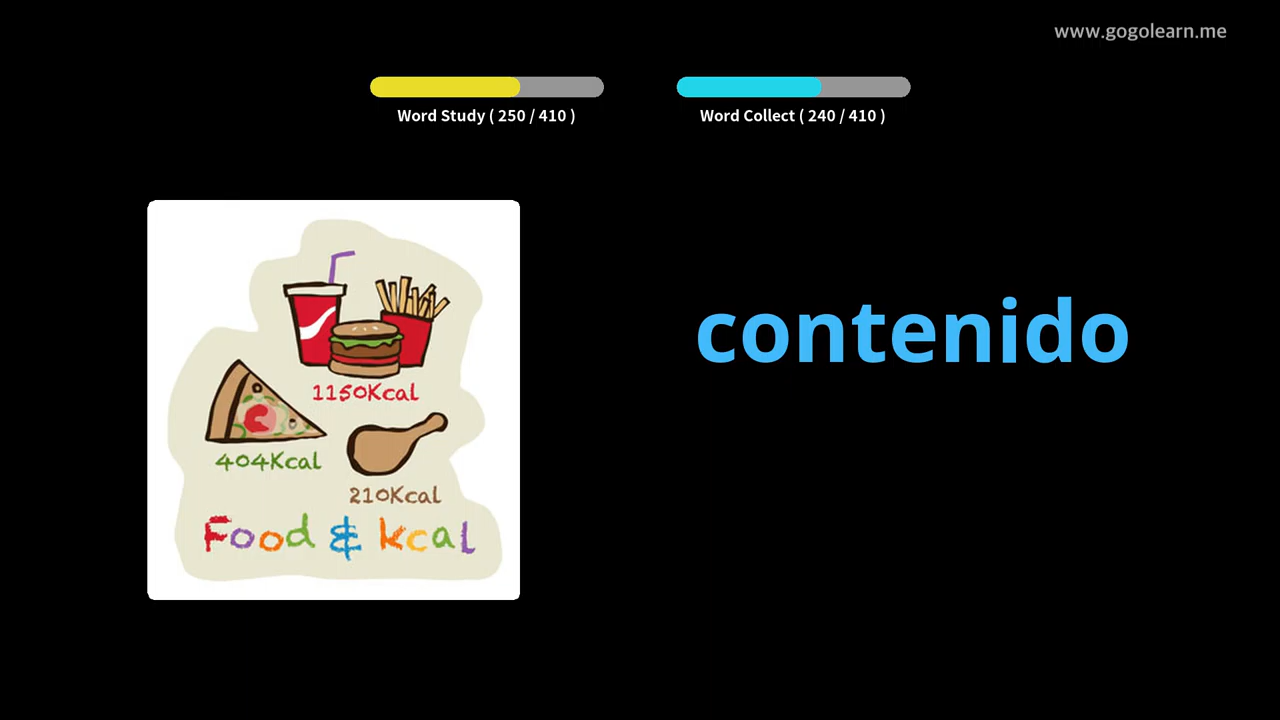 www.gogolearn.me
Word Study ( 250 / 410 )
Word Collect ( 240 / 410 )
1150Kcal
404Kcal
210Kcal
Food & kcal
contenido